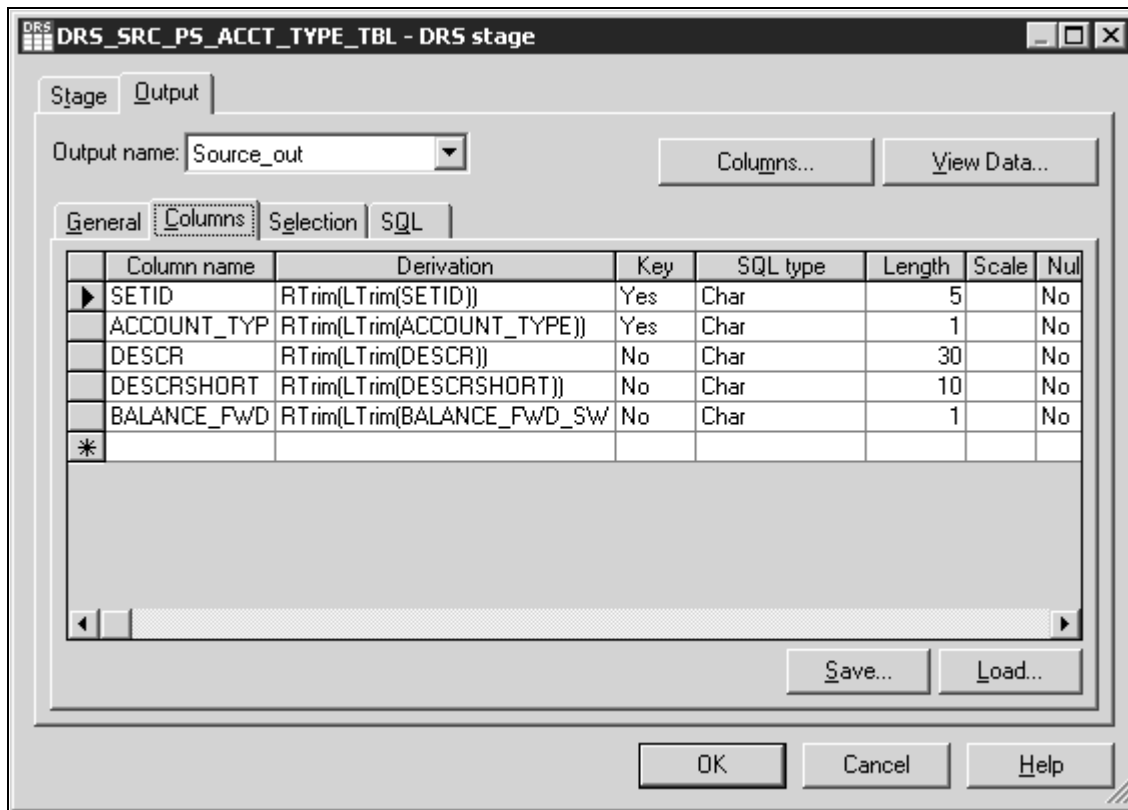 DRS DRS_SRC_PS_ACCT_TYPE_TBL - DRS stage
Stage Output
Output name: Source_out Columns... View Data...
General Columns Selection SQL
Column name Derivation Key SQL type Length Scale Nul
SETID RTrim(LTrim(SETID)) Yes Char 5 No
ACCOUNT_TYP RTrim(LTrim(ACCOUNT_TYPE)) Yes Char 1 No
DESCR RTrim(LTrim(DESCR)) No Char 30 No
DESCRSHORT RTrim(LTrim(DESCRSHORT)) No Char 10 No
BALANCE_FWD RTrim(LTrim(BALANCE_FWD_SW No Char 1 No
Save... Load...
OK Cancel Help